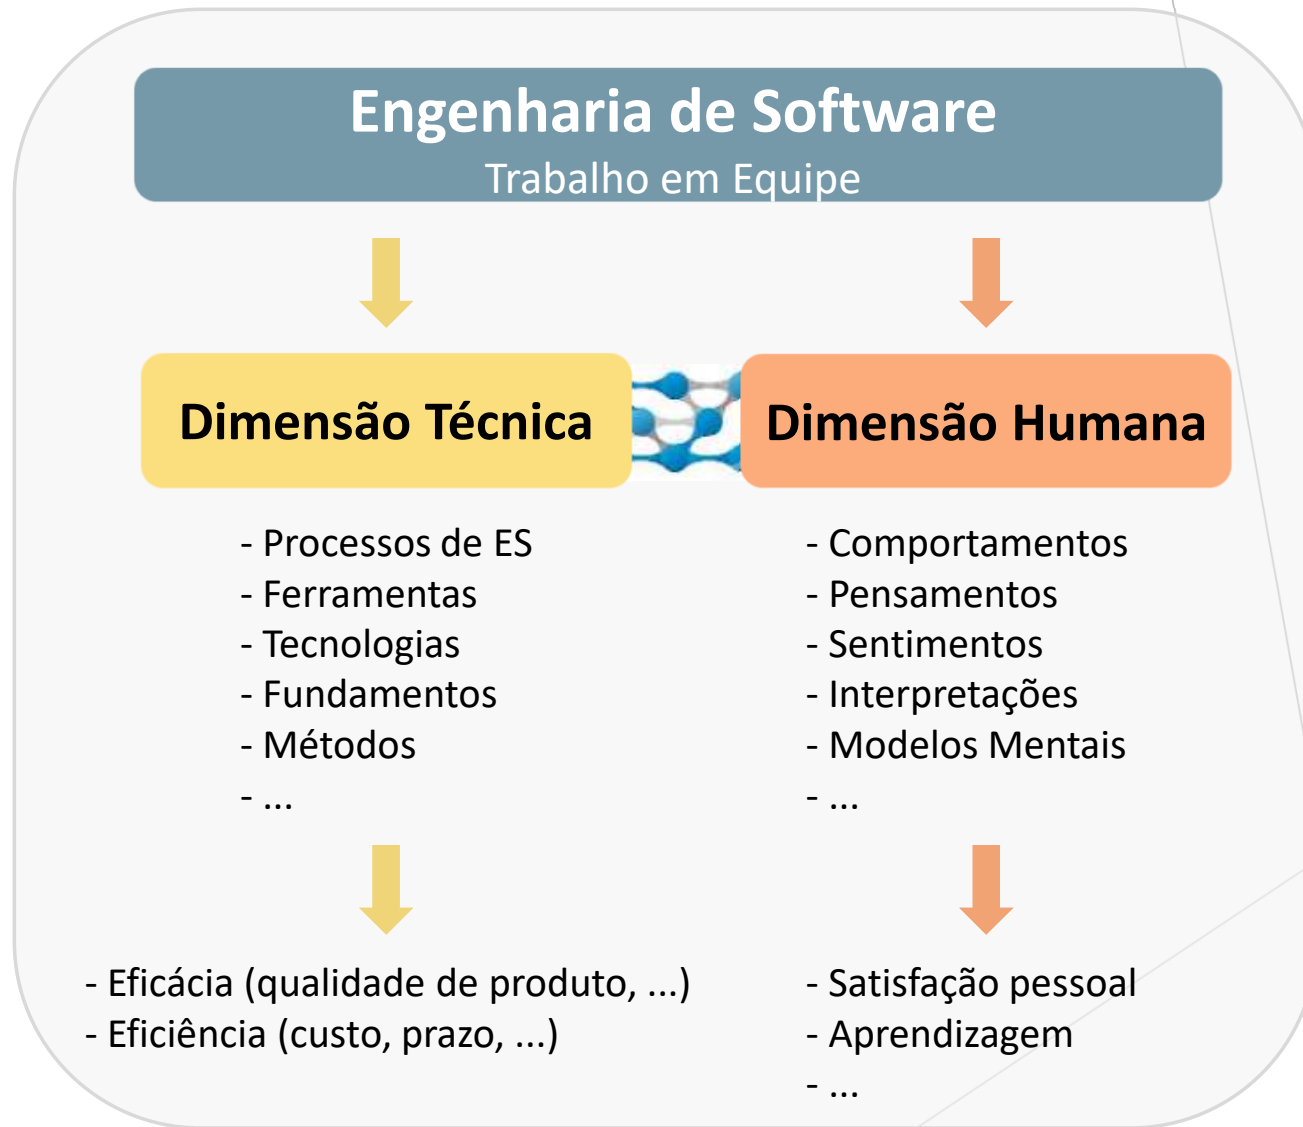 Engenharia de Software
Trabalho em Equipe
Dimensão Técnica
Dimensão Humana
- Processos de ES
- Ferramentas
- Tecnologias
- Fundamentos
- Métodos
- ...
- Comportamentos
- Pensamentos
- Sentimentos
- Interpretações
- Modelos Mentais
- ...
- Eficácia (qualidade de produto, ...)
- Eficiência (custo, prazo, ...)
- Satisfação pessoal
- Aprendizagem
- ...